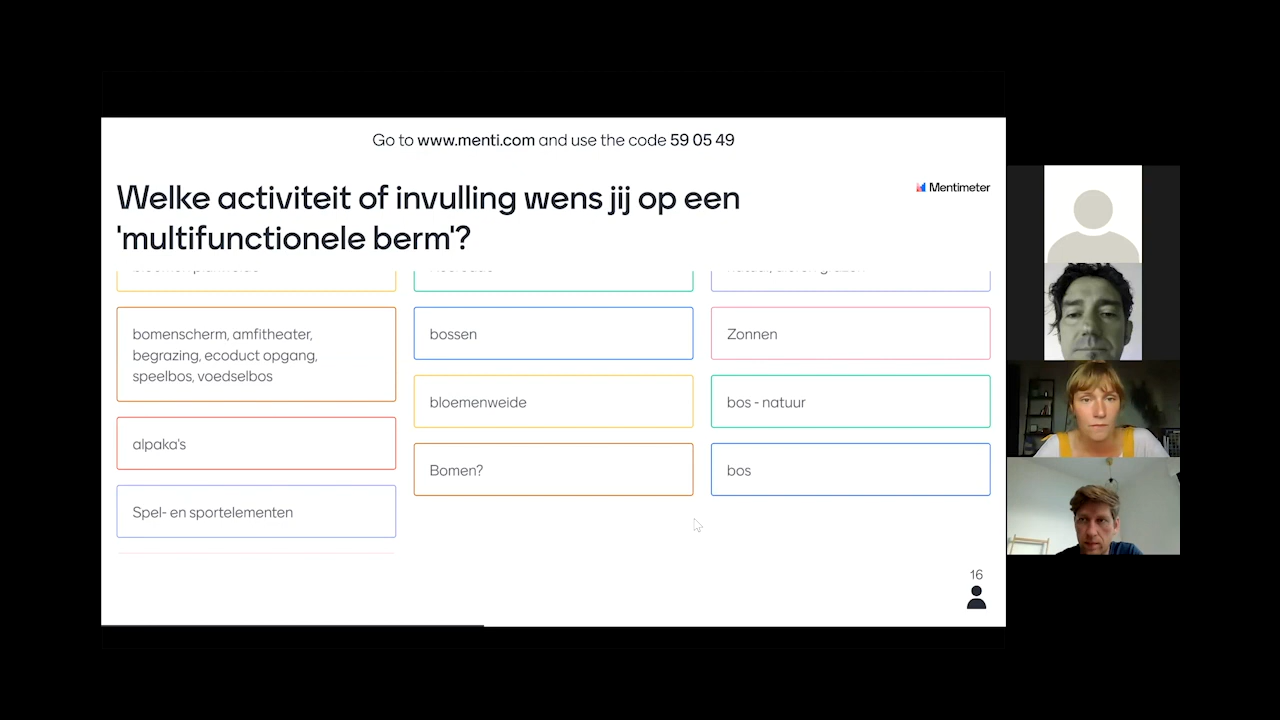 Go to www.menti.com and use the code 59 05 49
Mentimeter
Welke activiteit of invulling wens jij op een
'multifunctionele berm'?
bomenscherm, amfitheater,
begrazing, ecoduct opgang,
speelbos, voedselbos
alpaka's
Spel- en sportelementen
bossen
bloemenweide
Bomen?
Zonnen
bos - natuur
bos
16